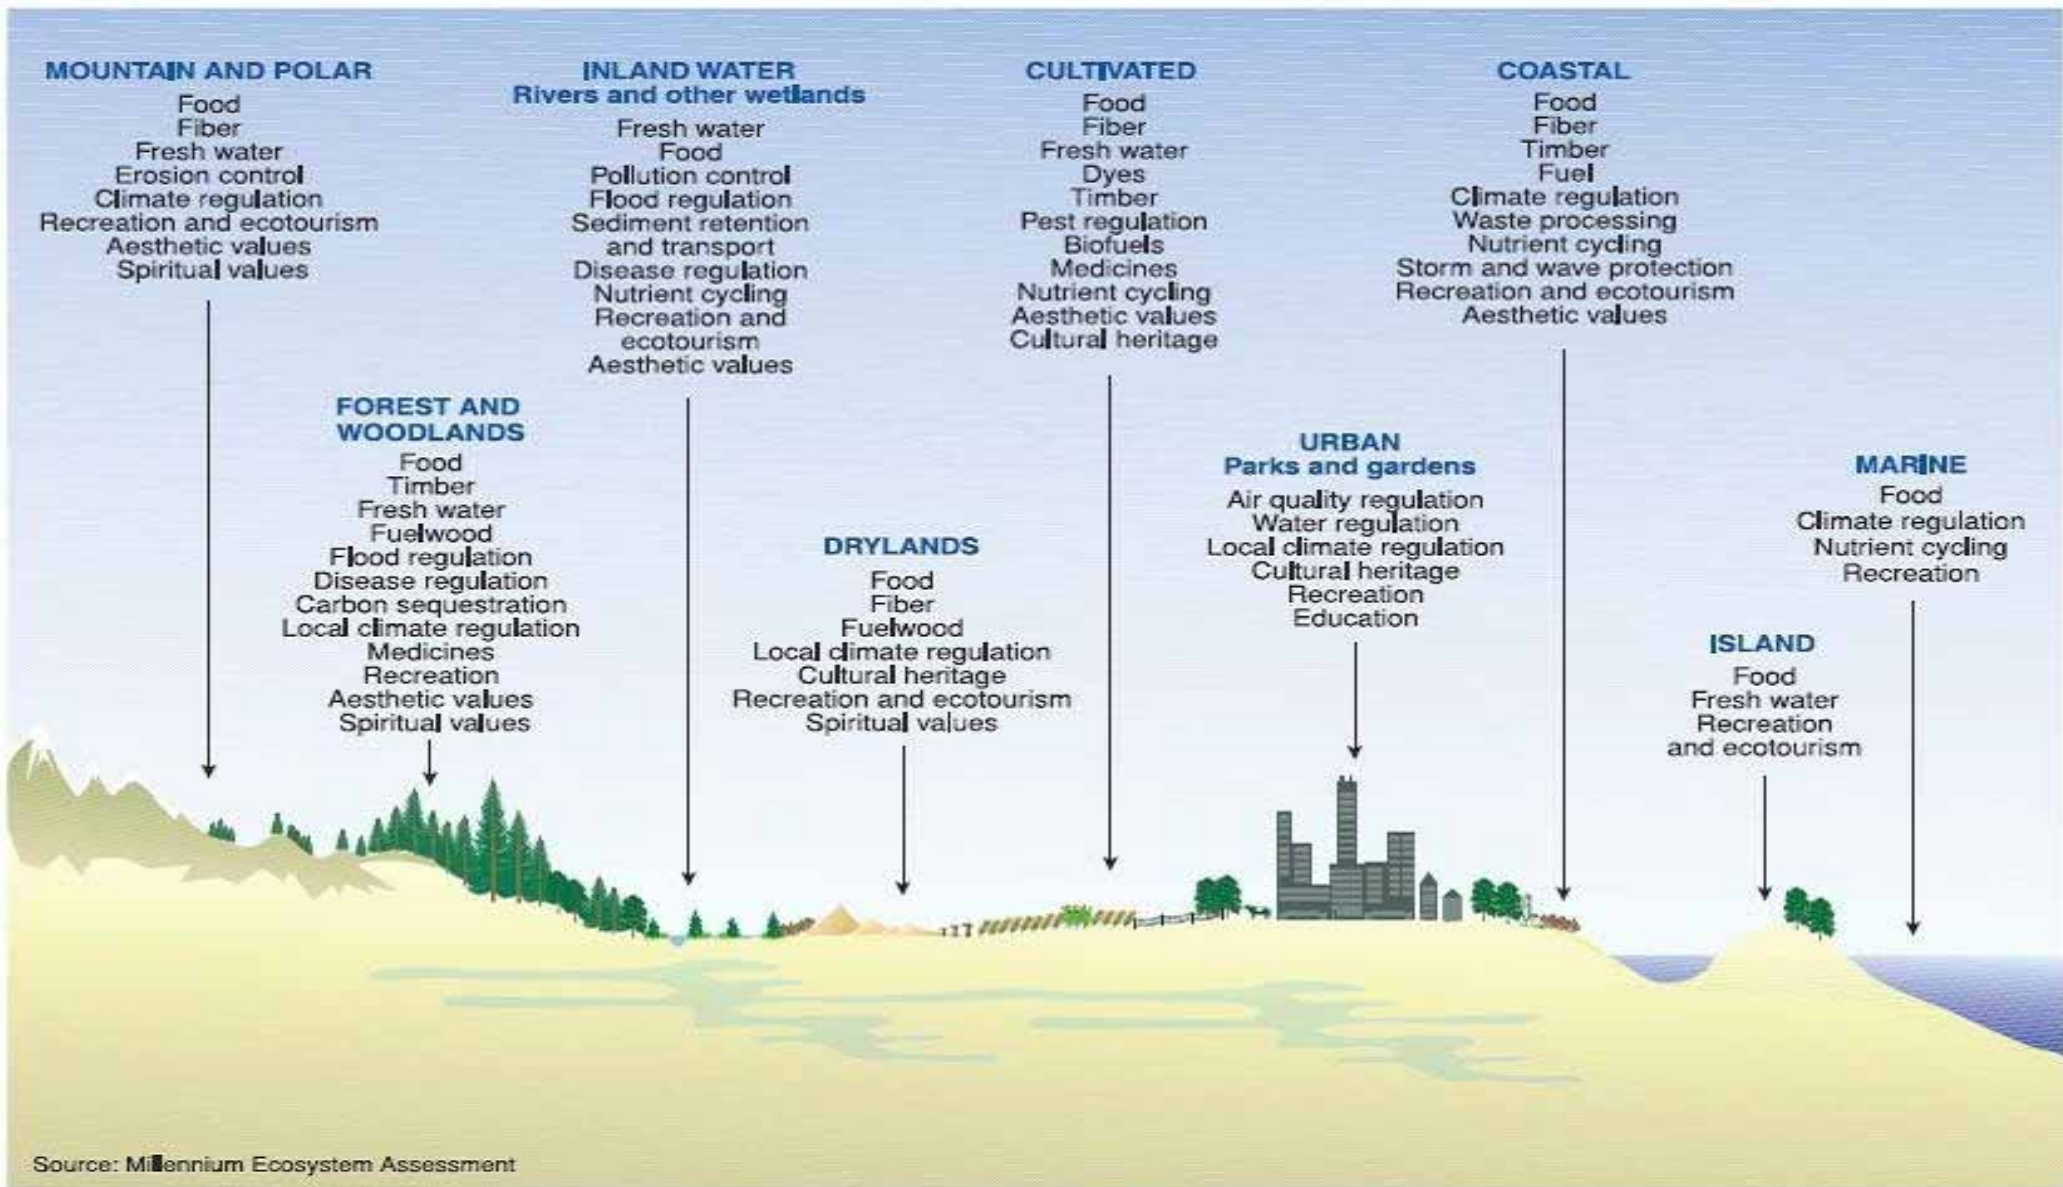 MOUNTAIN AND POLAR
Food
Fiber
Fresh water
Erosion control
Climate regulation
Recreation and ecotourism
Aesthetic values
Spiritual values
FOREST AND
WOODLANDS
Food
Timber
Fresh water
Fuelwood
Flood regulation
Disease regulation
Carbon sequestration
Local climate regulation
Medicines
Recreation
Aesthetic values
Spiritual values
INLAND WATER
Rivers and other wetlands
Fresh water
Food
Pollution control
Flood regulation
Sediment retention
and transport
Disease regulation
Nutrient cycling
Recreation and
ecotourism
Aesthetic values
DRYLANDS
Food
Fiber
Fuelwood
Local climate regulation
Cultural heritage
Recreation and ecotourism
Spiritual values
CULTIVATED
Food
Fiber
Fresh water
Dyes
Timber
Pest regulation
Biofuels
Medicines
Nutrient cycling
Aesthetic values
Cultural heritage
URBAN
Parks and gardens
Air quality regulation
Water regulation
Local climate regulation
Cultural heritage
Recreation
Education
COASTAL
Food
Fiber
Timber
Fuel
Climate regulation
Waste processing
Nutrient cycling
Storm and wave protection
Recreation and ecotourism
Aesthetic values
ISLAND
Food
Fresh water
Recreation
and ecotourism
MARINE
Food
Climate regulation
Nutrient cycling
Recreation
Source: Millennium Ecosystem Assessment